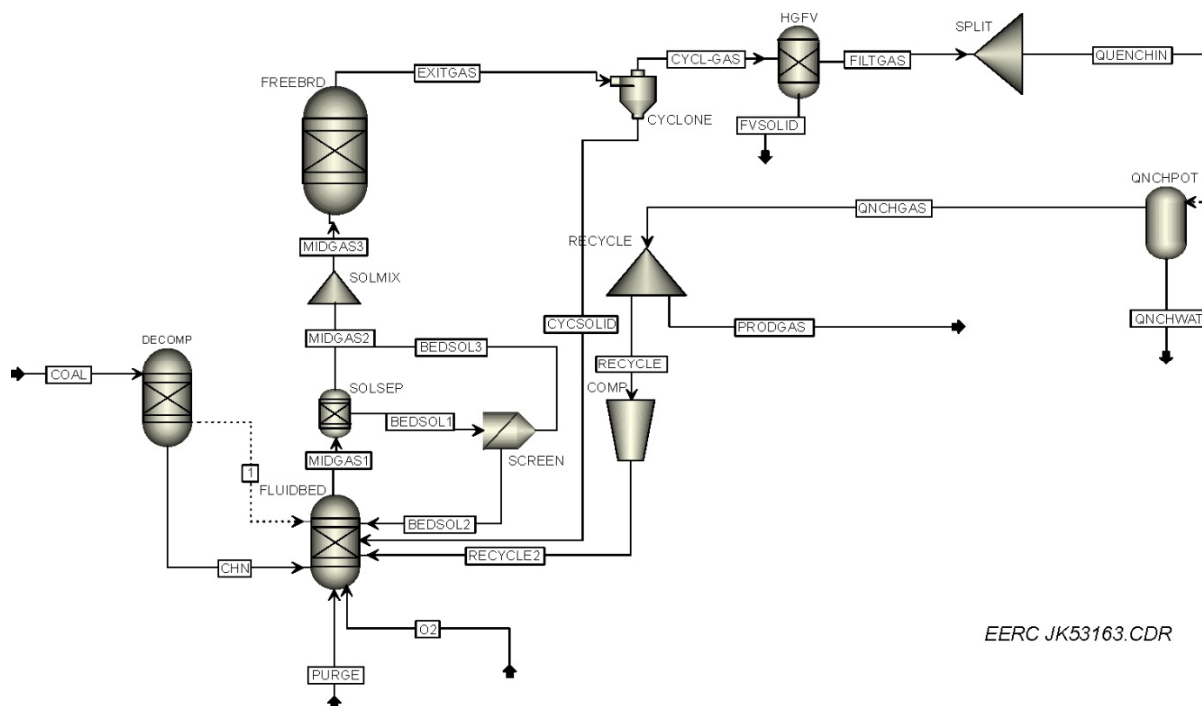 HGFV
SPLIT
EXITGAS
CYCL-GAS
FILTGAS
QUENCHIN
FREEBRD
CYCLONE
FVSOLID
QNCHPOT
QNCHGAS
RECYCLE
MIDGAS3
SOLMIX
CYCSOLID
PRODGAS
QNCHWAT
MIDGAS2
BEDSOL3
DECOMP
RECYCLE
COAL
SOLSEP
COMP
BEDSOL1
SCREEN
MIDGAS1
1
FLUIDBED
BEDSOL2
RECYCLE2
CHN
O2
EERC JK53163.CDR
PURGE